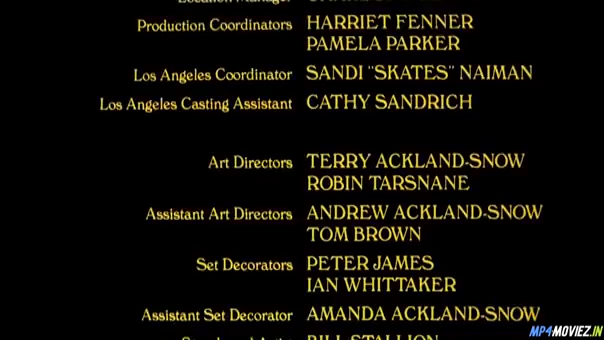 Production Coordinators HARRIET FENNER
PAMELA PARKER
Los Angeles Coordinator SANDI "SKATES" NAIMAN
Los Angeles Casting Assistant CATHY SANDRICH
Art Directors TERRY ACKLAND-SNOW
ROBIN TARSNANE
Assistant Art Directors ANDREW ACKLAND-SNOW
TOM BROWN
Set Decorators PETER JAMES
IAN WHITTAKER
Assistant Set Decorator AMANDA ACKLAND-SNOW
BILL STALLION
MP4MOVIEZ.IN